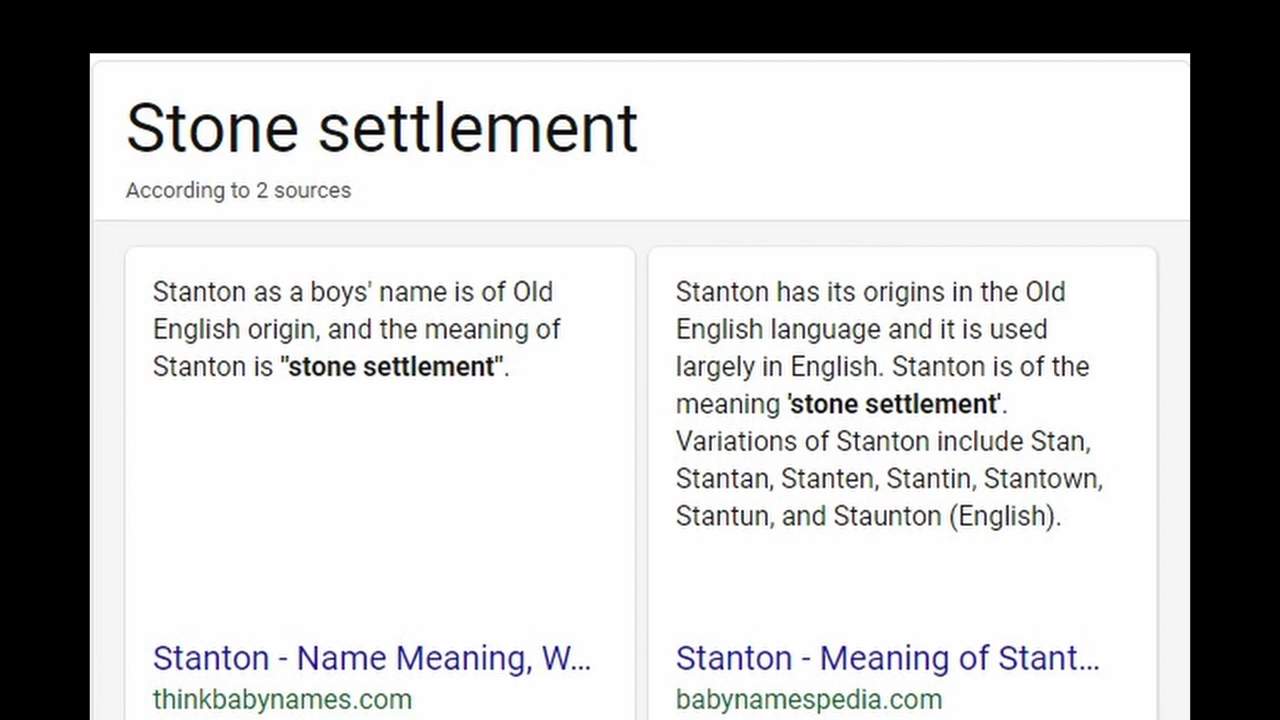 Stone settlement
According to 2 sources
Stanton as a boys' name is of Old
English origin, and the meaning of
Stanton is "stone settlement".
Stanton - Name Meaning, W...
thinkbabynames.com
Stanton has its origins in the Old
English language and it is used
largely in English. Stanton is of the
meaning 'stone settlement'.
Variations of Stanton include Stan,
Stantan, Stanten, Stantin, Stantown,
Stantun, and Staunton (English).
Stanton - Meaning of Stant...
babynamespedia.com